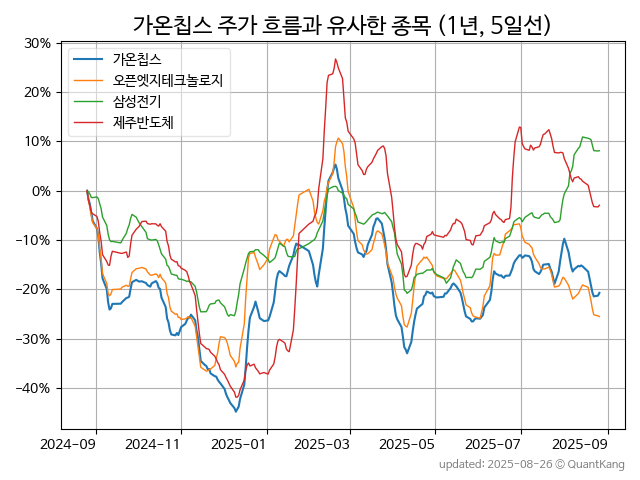 가온칩스 주가 흐름과 유사한 종목 (1년, 5일선)
30%
20%
10%
0%
−10%
−20%
−30%
−40%
가온칩스
오픈엣지테크놀로지
삼성전기
제주반도체
2024-09 2024-11 2025-01 2025-03 2025-05 2025-07 2025-09
updated: 2025-08-26 © QuantKang